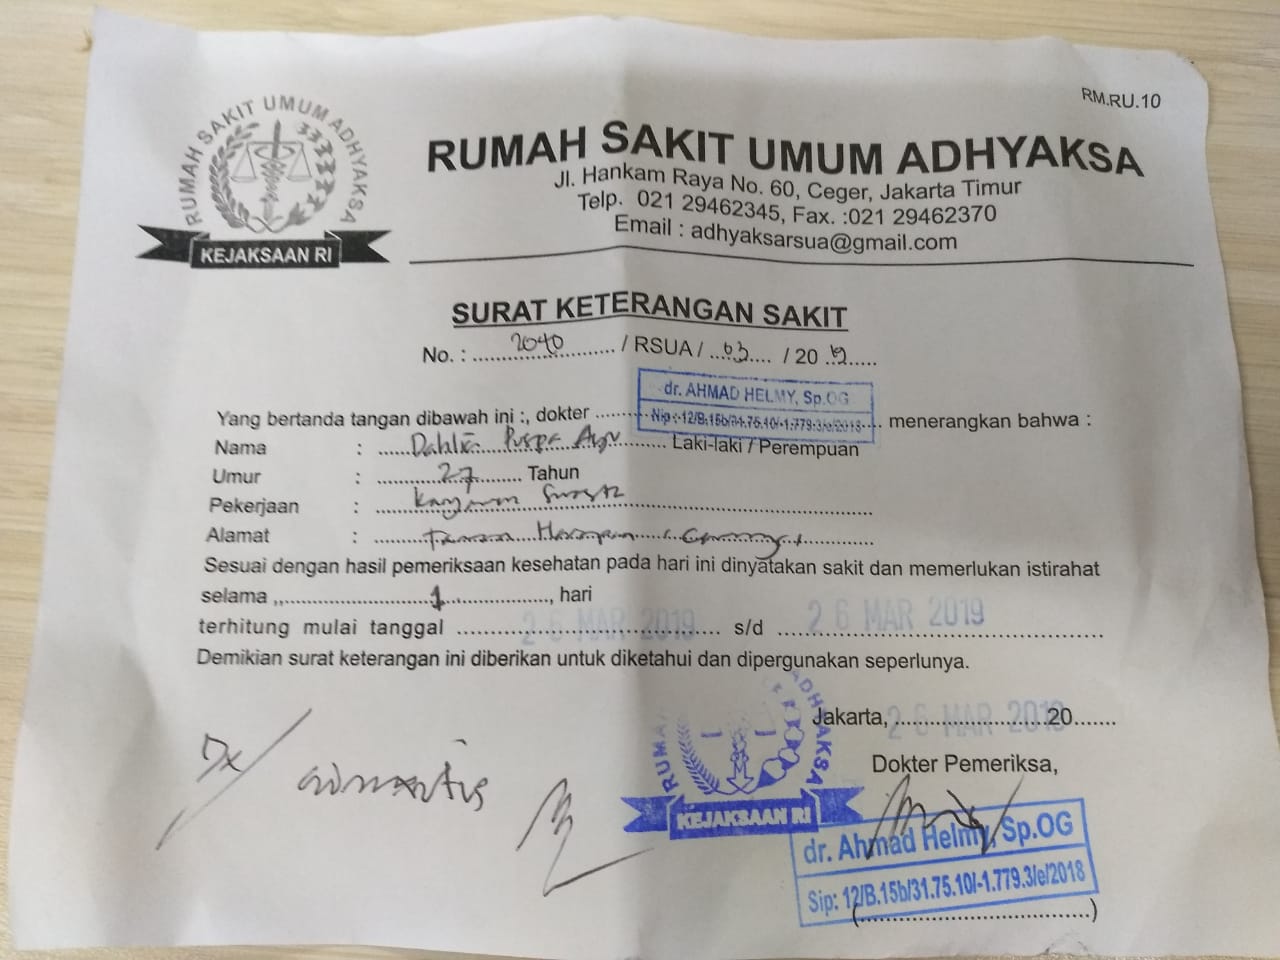 RM.RU.10
RUMAH SAKIT UMUM ADHYAKSA
KEJAKSAAN RI
RUMAH SAKIT UMUM ADHYAKSA
Jl. Hankam Raya No. 60, Ceger, Jakarta Timur
Telp. 021 29462345, Fax. :021 29462370
Email : adhyaksarsua@gmail.com
SURAT KETERANGAN SAKIT
No. : 2040 / RSUA / 03 / 20 19
dr. AHMAD HELMY, Sp.OG
Nip :-12/B.15b/31.75.10/-1.779.3/e/2018
Yang bertanda tangan dibawah ini :, dokter menerangkan bahwa :
Nama : Dahlia Puspa Ayu Laki-laki / Perempuan
Umur : 27 Tahun
Pekerjaan :
Alamat : Taman Harapan
Sesuai dengan hasil pemeriksaan kesehatan pada hari ini dinyatakan sakit dan memerlukan istirahat
selama ,, 1 , hari
terhitung mulai tanggal 26 MAR 2019 s/d 26 MAR 2019
Demikian surat keterangan ini diberikan untuk diketahui dan dipergunakan seperlunya.
Jakarta, 26 MAR 2019 20
Dokter Pemeriksa,
Dx/
RUMA ADHYAKSA
KEJAKSAAN RI
dr. Ahmad Helmy, Sp.OG
Sip: 12/B.15b/31.75.10/-1.779.3/e/2018